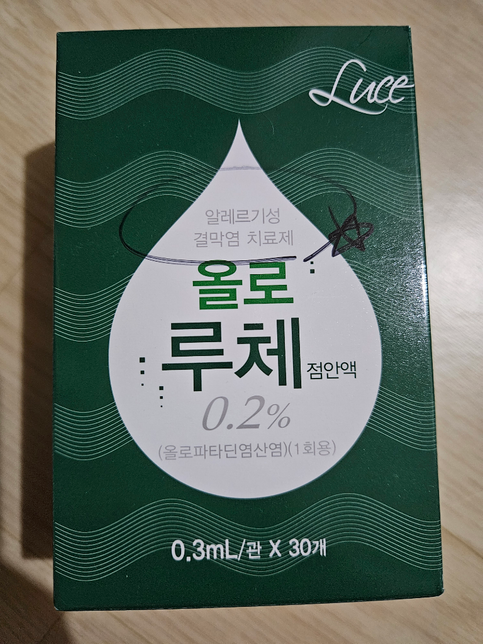 Luce
알레르기성
결막염 치료제
올로
루체 점안액
0.2%
(올로파타딘염산염)(1회용)
0.3mL/관 X 30개